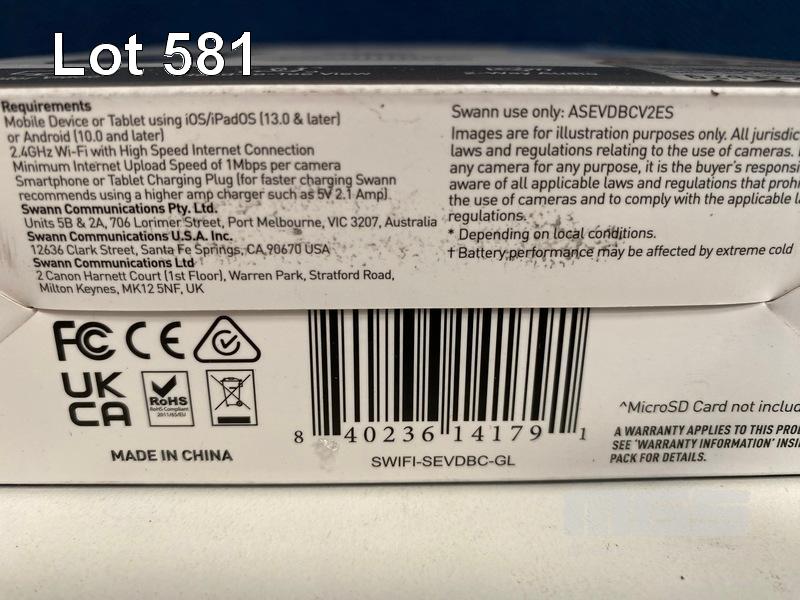 Lot 581
2-Way Audio
Requirements
Mobile Device or Tablet using iOS/iPadOS (13.0 & later)
or Android (10.0 and later)
2.4GHz Wi-Fi with High Speed Internet Connection
Minimum Internet Upload Speed of 1Mbps per camera
Smartphone or Tablet Charging Plug (for faster charging Swann
recommends using a higher amp charger such as 5V 2.1 Amp)
Swann Communications Pty. Ltd.
Units 5B & 2A, 706 Lorimer Street, Port Melbourne, VIC 3207, Australia
Swann Communications U.S.A. Inc.
12636 Clark Street, Santa Fe Springs, CA 90670 USA
Swann Communications Ltd
2 Canon Harnett Court (1st Floor), Warren Park, Stratford Road,
Milton Keynes, MK12 5NF, UK
Swann use only: ASEVDBCV2ES
Images are for illustration purposes only. All jurisdic
laws and regulations relating to the use of cameras.
any camera for any purpose, it is the buyer's responsi
aware of all applicable laws and regulations that prohi
the use of cameras and to comply with the applicable l
regulations.
* Depending on local conditions.
† Battery performance may be affected by extreme cold
FC CE
UK
CA
RoHS
RoHS Compliant
2011/65/EU
MADE IN CHINA
8 40236 14179 1
SWIFI-SEVDBC-GL
^MicroSD Card not includ
A WARRANTY APPLIES TO THIS PRO
SEE 'WARRANTY INFORMATION' INSI
PACK FOR DETAILS.